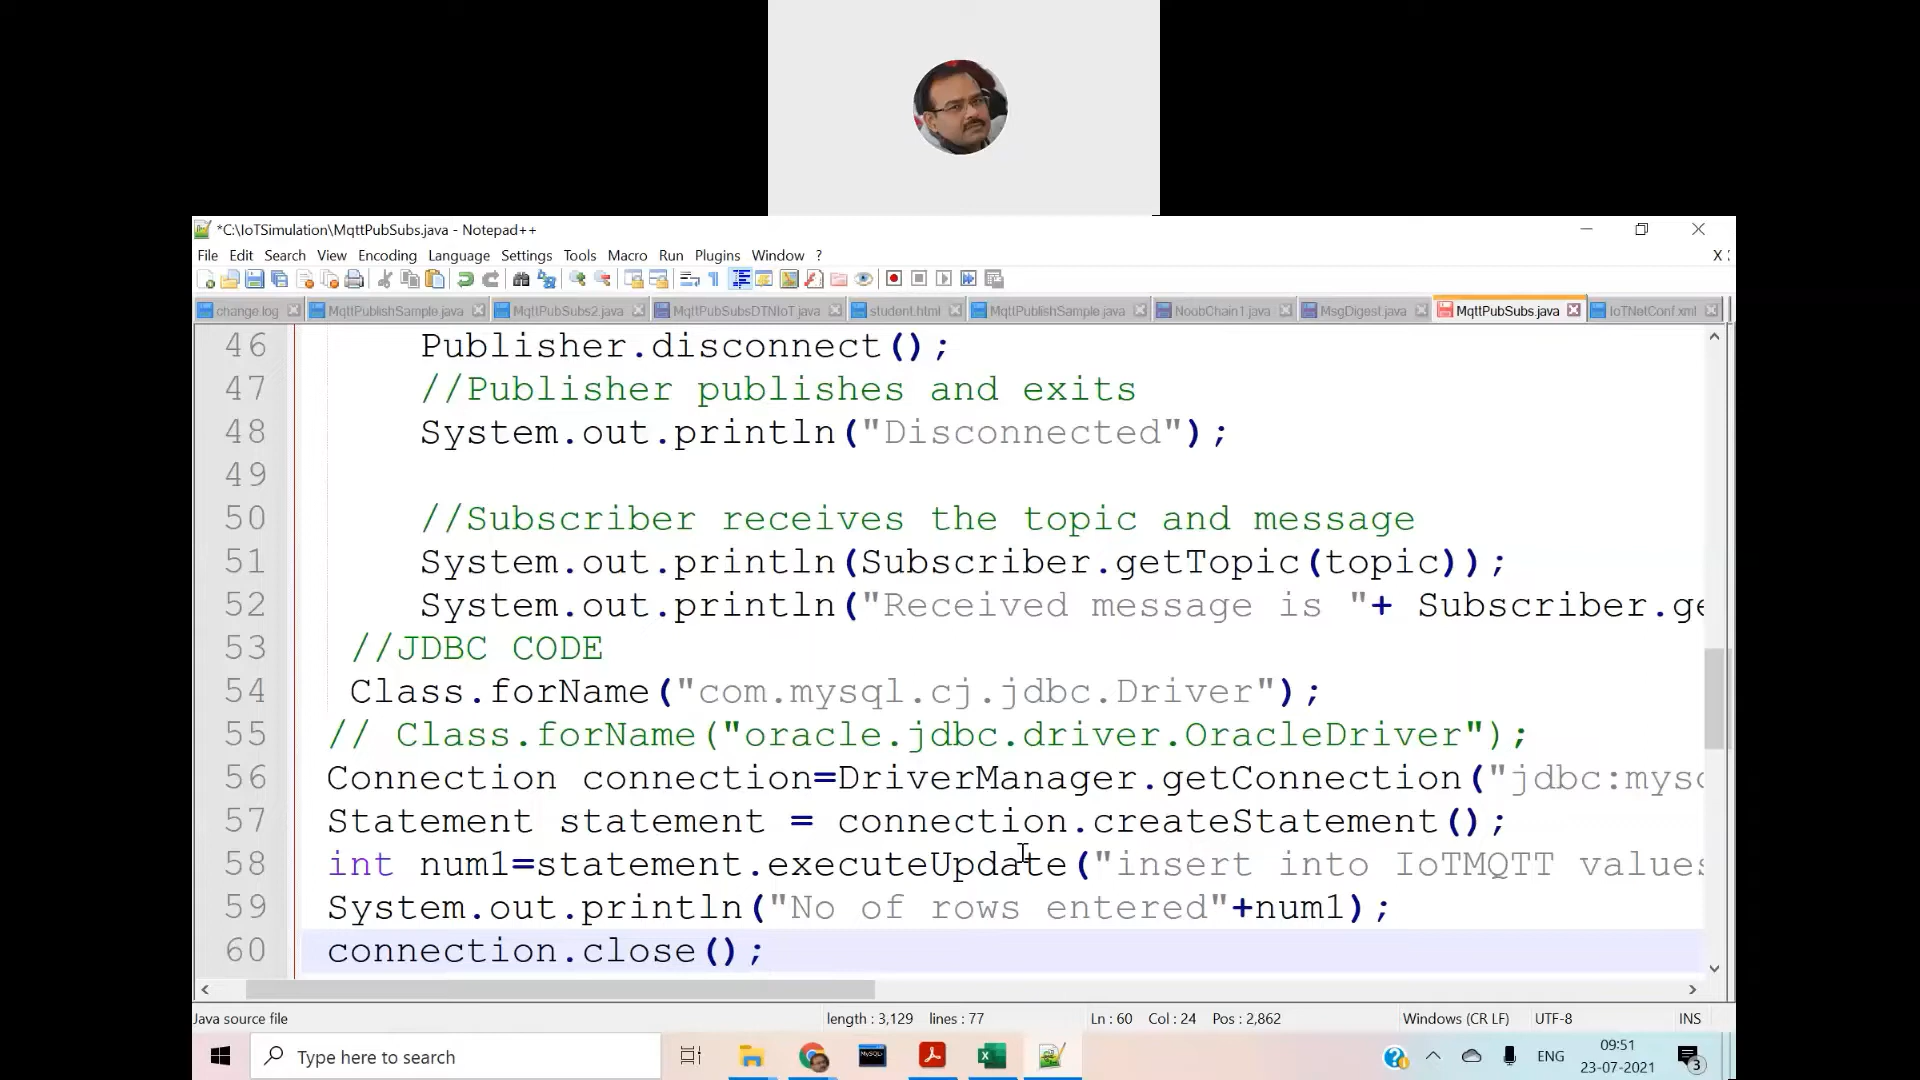 *C:\IoTSimulation\MqttPubSubs.java - Notepad++
File Edit Search View Encoding Language Settings Tools Macro Run Plugins Window ? X
change.log MqttPublishSample.java MqttPubSubs2.java MqttPubSubsDTNIoT.java student.html MqttPublishSample.java NoobChain1.java MsgDigest.java MqttPubSubs.java IoTNetConf.xml
46 Publisher.disconnect();
47 //Publisher publishes and exits
48 System.out.println("Disconnected");
49
50 //Subscriber receives the topic and message
51 System.out.println(Subscriber.getTopic(topic));
52 System.out.println("Received message is "+ Subscriber.ge
53 //JDBC CODE
54 Class.forName("com.mysql.cj.jdbc.Driver");
55 // Class.forName("oracle.jdbc.driver.OracleDriver");
56 Connection connection=DriverManager.getConnection("jdbc:mysq
57 Statement statement = connection.createStatement();
58 int num1=statement.executeUpdate("insert into IoTMQTT values
59 System.out.println("No of rows entered"+num1);
60 connection.close();
Java source file length : 3,129 lines : 77 Ln : 60 Col : 24 Pos : 2,862 Windows (CR LF) UTF-8 INS
Type here to search MySQL ENG 09:51
23-07-2021 3